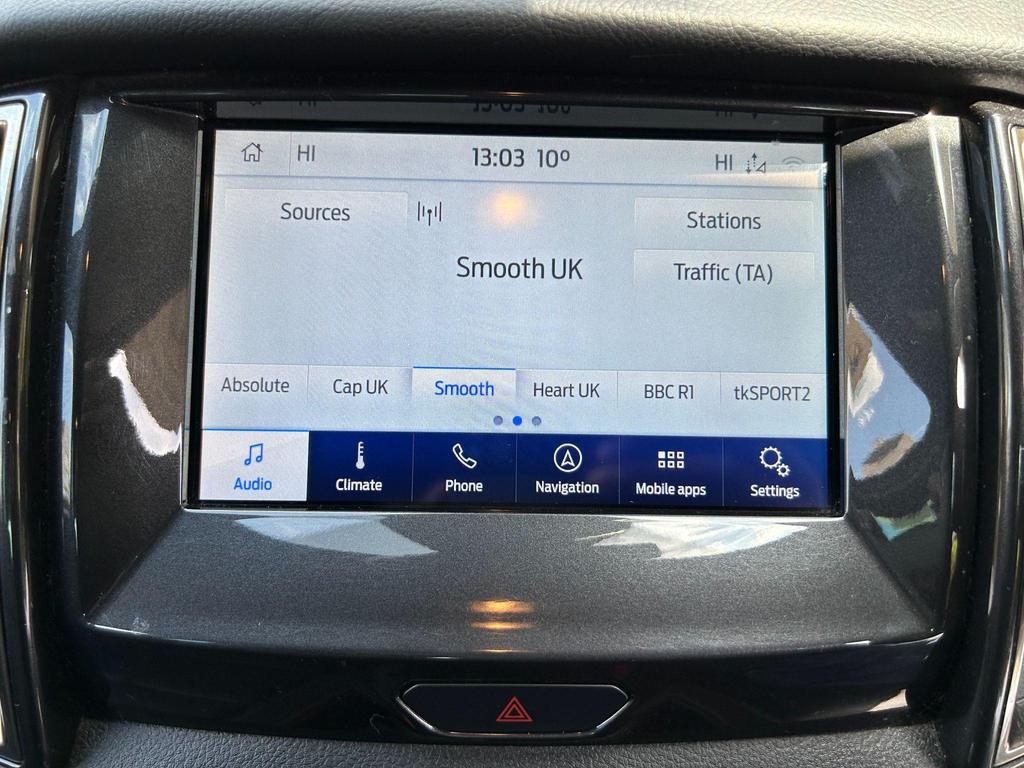 HI 13:03 10° HI
Sources Stations
Smooth UK Traffic (TA)
Absolute Cap UK Smooth Heart UK BBC R1 tkSPORT2
Audio Climate Phone Navigation Mobile apps Settings